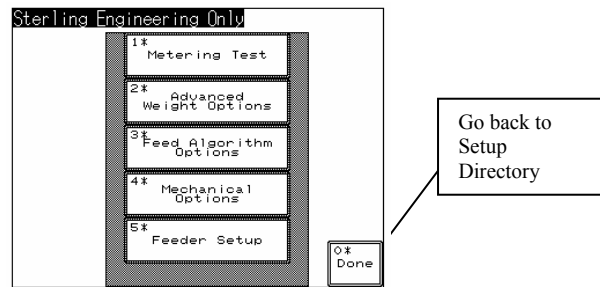 Sterling Engineering Only
1*
Metering Test
2*
Advanced
Weight Options
3*
Feed Algorithm
Options
4*
Mechanical
Options
5*
Feeder Setup
0*
Done
Go back to
Setup
Directory